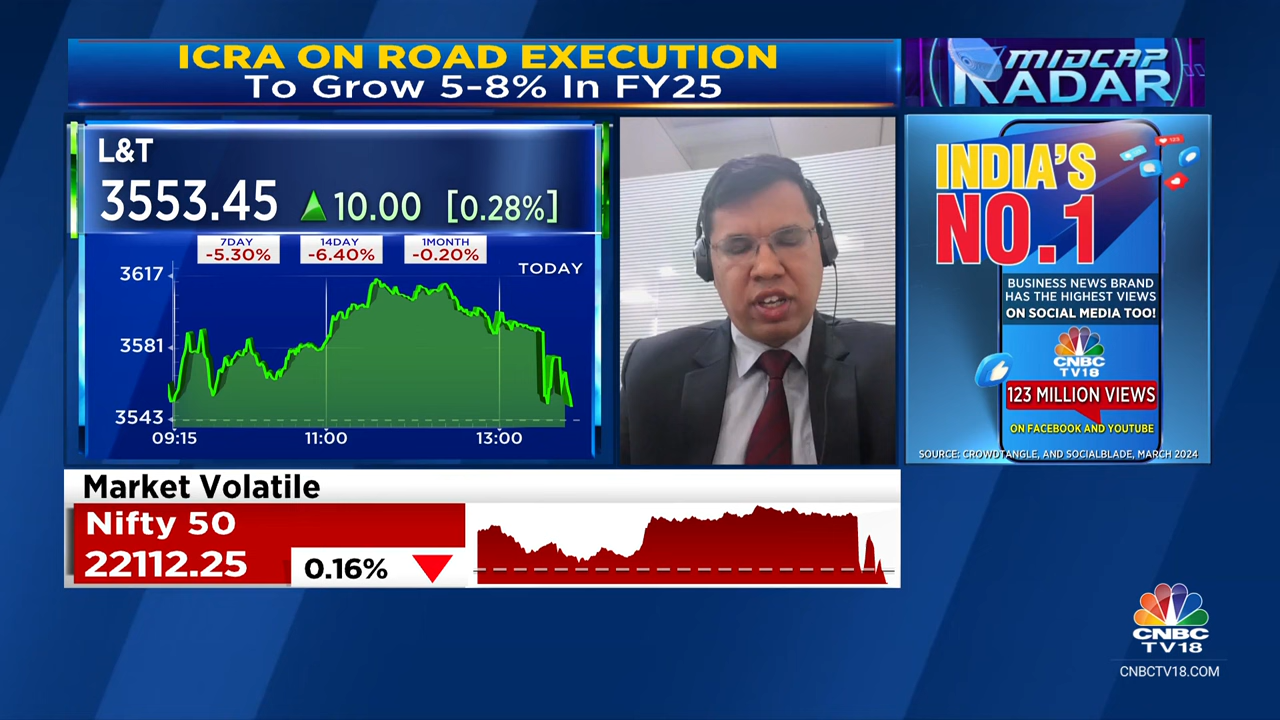 ICRA ON ROAD EXECUTION
To Grow 5-8% In FY25
MIDCAP
RADAR
L&T
3553.45 10.00 [0.28%]
7DAY
-5.30%
14DAY
-6.40%
1MONTH
-0.20%
TODAY
3617
3581
3543
09:15 11:00 13:00
INDIA'S
NO.1
BUSINESS NEWS BRAND
HAS THE HIGHEST VIEWS
ON SOCIAL MEDIA TOO!
CNBC
TV18
123 MILLION VIEWS
ON FACEBOOK AND YOUTUBE
SOURCE: CROWDTANGLE, AND SOCIALBLADE, MARCH 2024
Market Volatile
Nifty 50
22112.25 0.16%
CNBC
TV18
CNBCTV18.COM